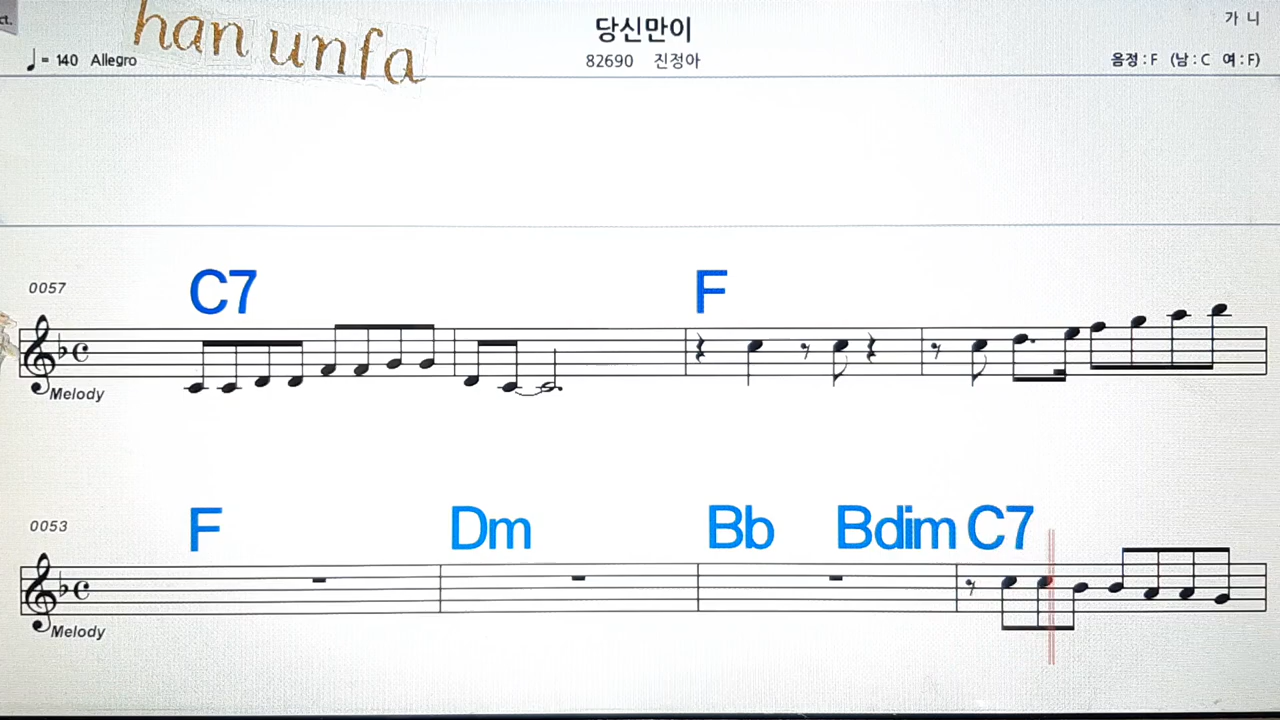 ct.
han unfa
당신만이
가 니
♩= 140 Allegro
82690 진정아
음정 : F (남 : C 여 : F)
0057
C7 F
Melody
0053
F Dm Bb Bdim C7
Melody